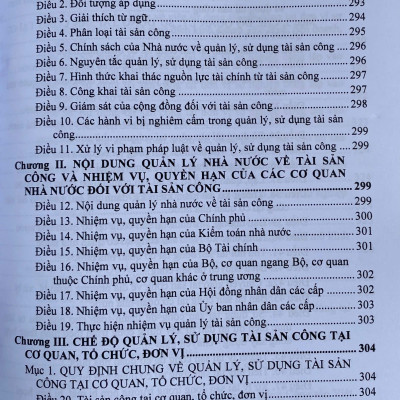 Điều 2. Đối tượng áp dụng ........ 293
Điều 3. Giải thích từ ngữ ........ 294
Điều 4. Phân loại tài sản công ........ 295
Điều 5. Chính sách của Nhà nước về quản lý, sử dụng tài sản công ........ 296
Điều 6. Nguyên tắc quản lý, sử dụng tài sản công ........ 296
Điều 7. Hình thức khai thác nguồn lực tài chính từ tài sản công ........ 297
Điều 8. Công khai tài sản công ........ 297
Điều 9. Giám sát của cộng đồng đối với tài sản công ........ 298
Điều 10. Các hành vi bị nghiêm cấm trong quản lý, sử dụng tài sản
công ........ 299
Điều 11. Xử lý vi phạm pháp luật về quản lý, sử dụng tài sản công ........ 299
Chương II. NỘI DUNG QUẢN LÝ NHÀ NƯỚC VỀ TÀI SẢN
CÔNG VÀ NHIỆM VỤ, QUYỀN HẠN CỦA CÁC CƠ QUAN
NHÀ NƯỚC ĐỐI VỚI TÀI SẢN CÔNG ........ 299
Điều 12. Nội dung quản lý nhà nước về tài sản công ........ 299
Điều 13. Nhiệm vụ, quyền hạn của Chính phủ ........ 300
Điều 14. Nhiệm vụ, quyền hạn của Kiểm toán nhà nước ........ 301
Điều 15. Nhiệm vụ, quyền hạn của Bộ Tài chính ........ 301
Điều 16. Nhiệm vụ, quyền hạn của Bộ, cơ quan ngang Bộ, cơ quan
thuộc Chính phủ, cơ quan khác ở trung ương ........ 302
Điều 17. Nhiệm vụ, quyền hạn của Hội đồng nhân dân các cấp ........ 302
Điều 18. Nhiệm vụ, quyền hạn của Ủy ban nhân dân các cấp ........ 303
Điều 19. Thực hiện nhiệm vụ quản lý tài sản công ........ 304
Chương III. CHẾ ĐỘ QUẢN LÝ, SỬ DỤNG TÀI SẢN CÔNG TẠI
CƠ QUAN, TỔ CHỨC, ĐƠN VỊ ........ 304
Mục 1. QUY ĐỊNH CHUNG VỀ QUẢN LÝ, SỬ DỤNG TÀI SẢN
CÔNG TẠI CƠ QUAN, TỔ CHỨC, ĐƠN VỊ ........ 304
Điều 20. Tài sản công tại cơ quan, tổ chức, đơn vị ........ 304